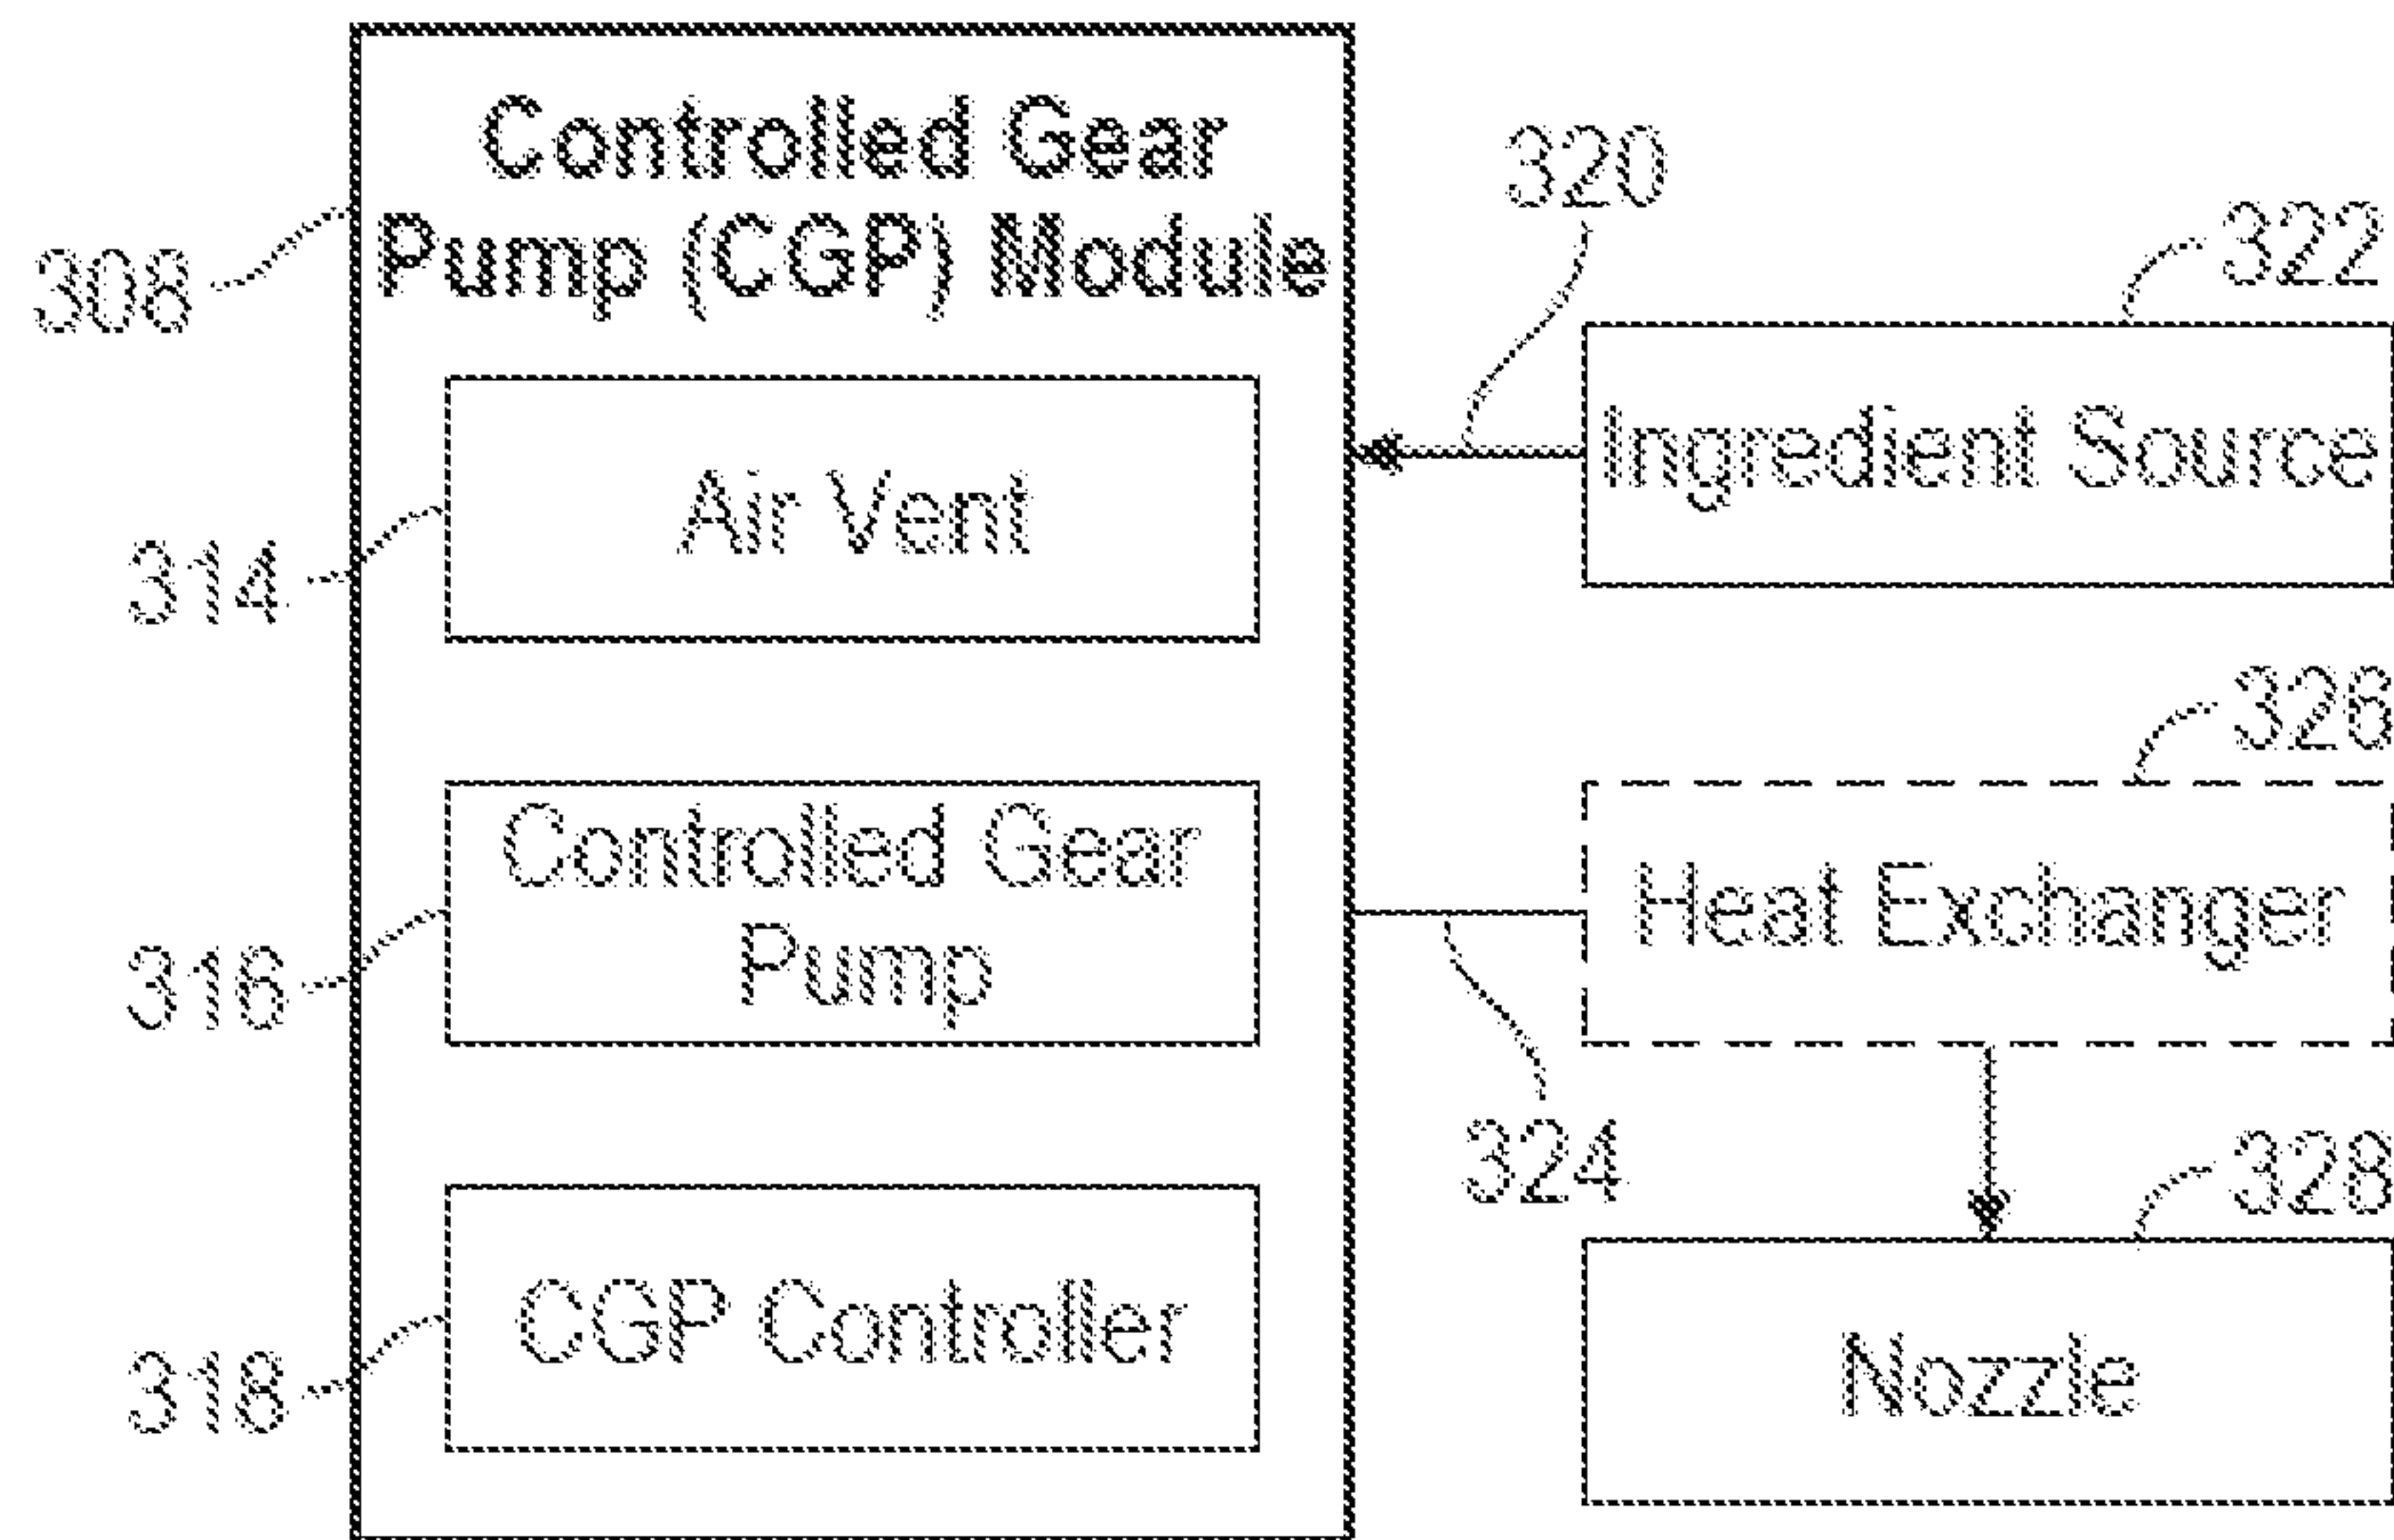 Controlled Gear
Pump (CGP) Module
308
320
322
Ingredient Source
Air Vent
314
326
Controlled Gear
Pump
316
Heat Exchanger
324
328
CGP Controller
318
Nozzle